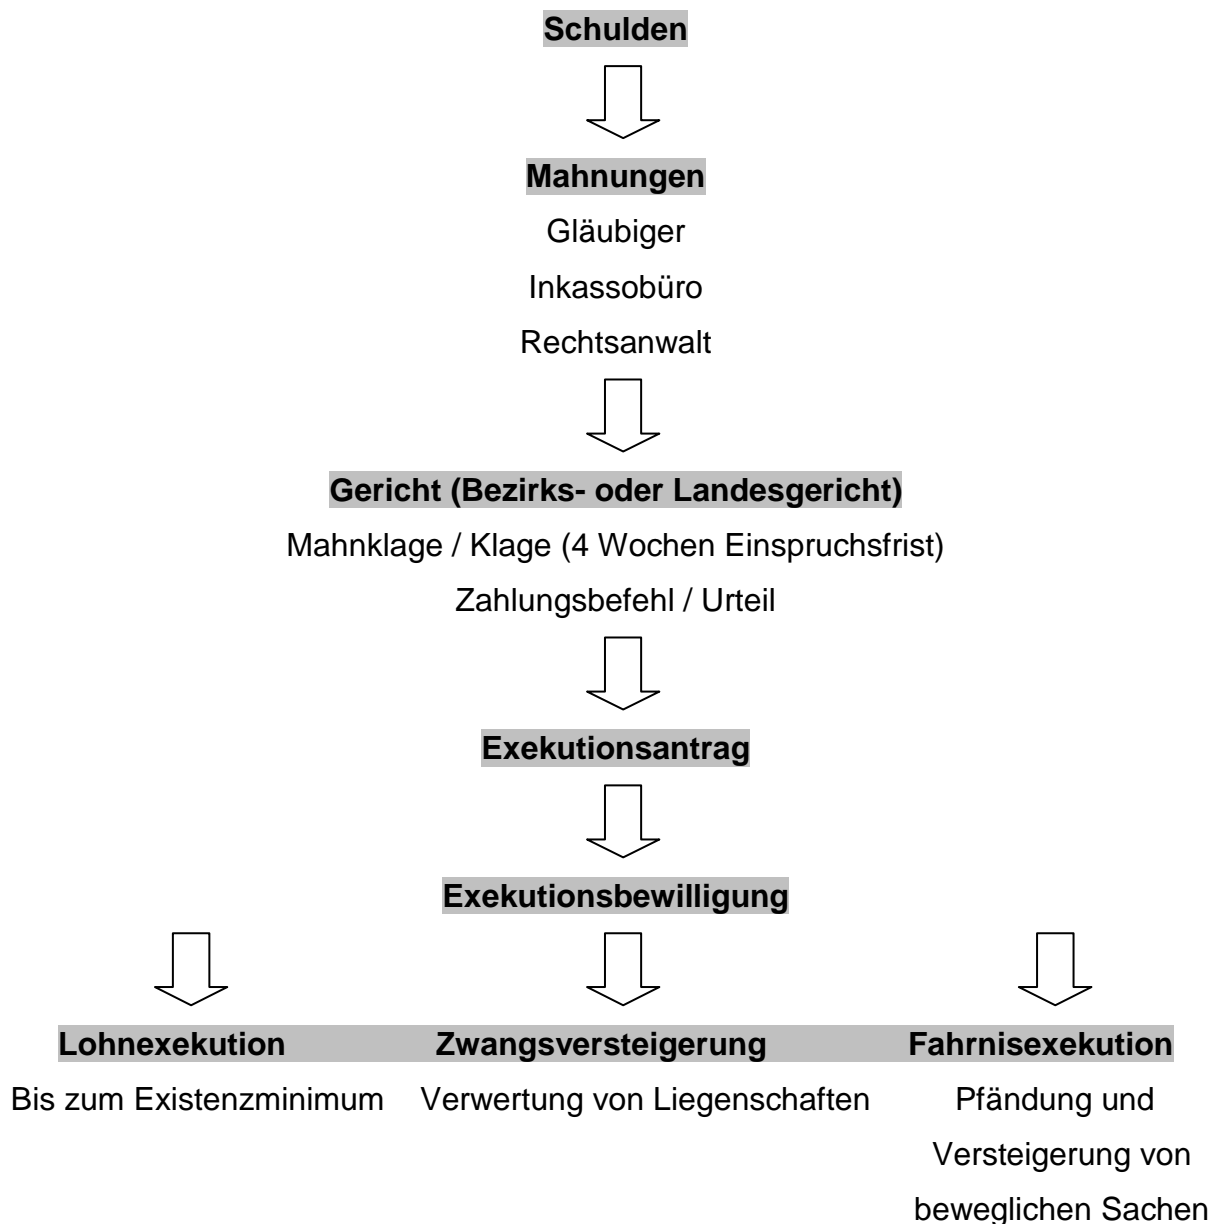 Schulden
Mahnungen
Gläubiger
Inkassobüro
Rechtsanwalt
Gericht (Bezirks- oder Landesgericht)
Mahnklage / Klage (4 Wochen Einspruchsfrist)
Zahlungsbefehl / Urteil
Exekutionsantrag
Exekutionsbewilligung
Lohnexekution Zwangsversteigerung Fahrnisexekution
Bis zum Existenzminimum Verwertung von Liegenschaften Pfändung und
Versteigerung von
beweglichen Sachen